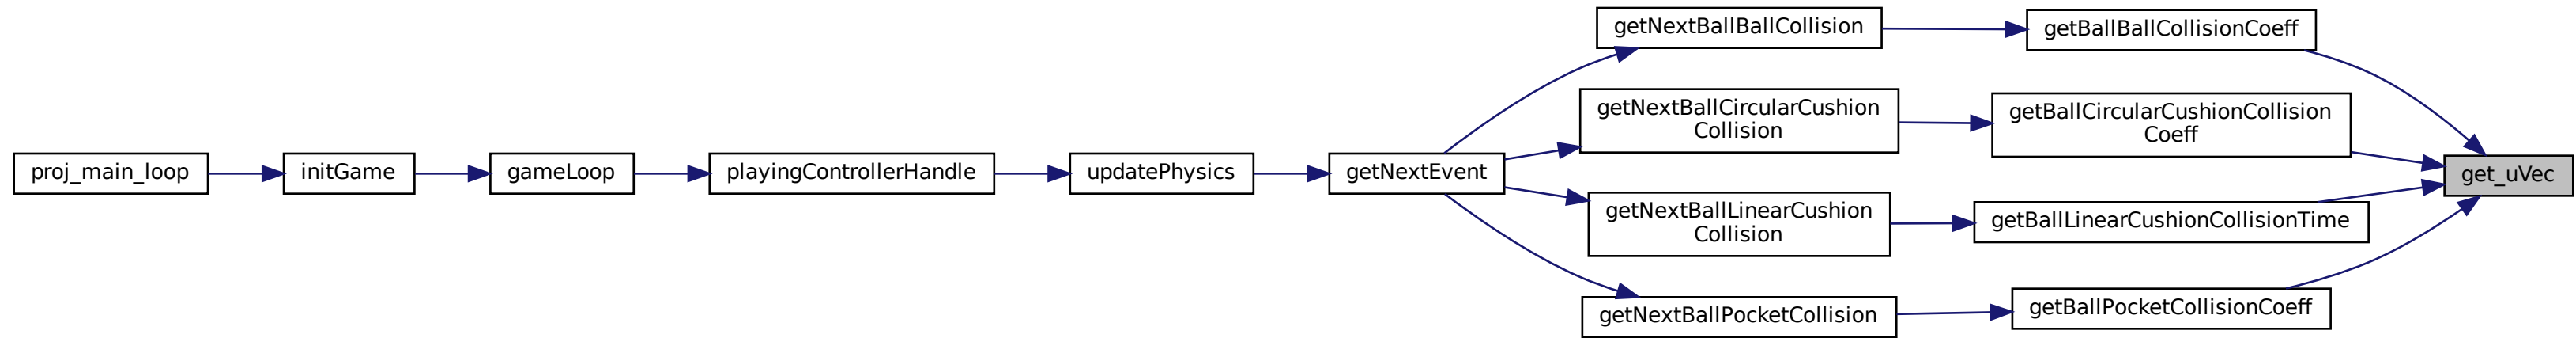 proj_main_loop
initGame
gameLoop
playingControllerHandle
updatePhysics
getNextEvent
getNextBallBallCollision
getNextBallCircularCushion
Collision
getNextBallLinearCushion
Collision
getNextBallPocketCollision
getBallBallCollisionCoeff
getBallCircularCushionCollision
Coeff
getBallLinearCushionCollisionTime
getBallPocketCollisionCoeff
get_uVec